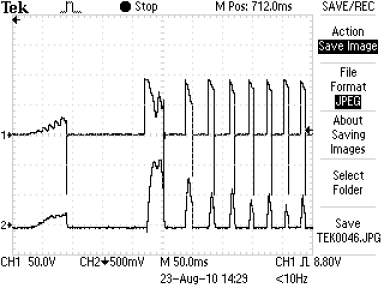 Tek Stop M Pos: 712.0ms SAVE/REC
Action
Save Image
File
Format
JPEG
About
Saving
Images
Select
Folder
Save
TEK0046.JPG
1
2
CH1 50.0V CH2 500mV M 50.0ms CH1 8.80V
23-Aug-10 14:29 <10Hz